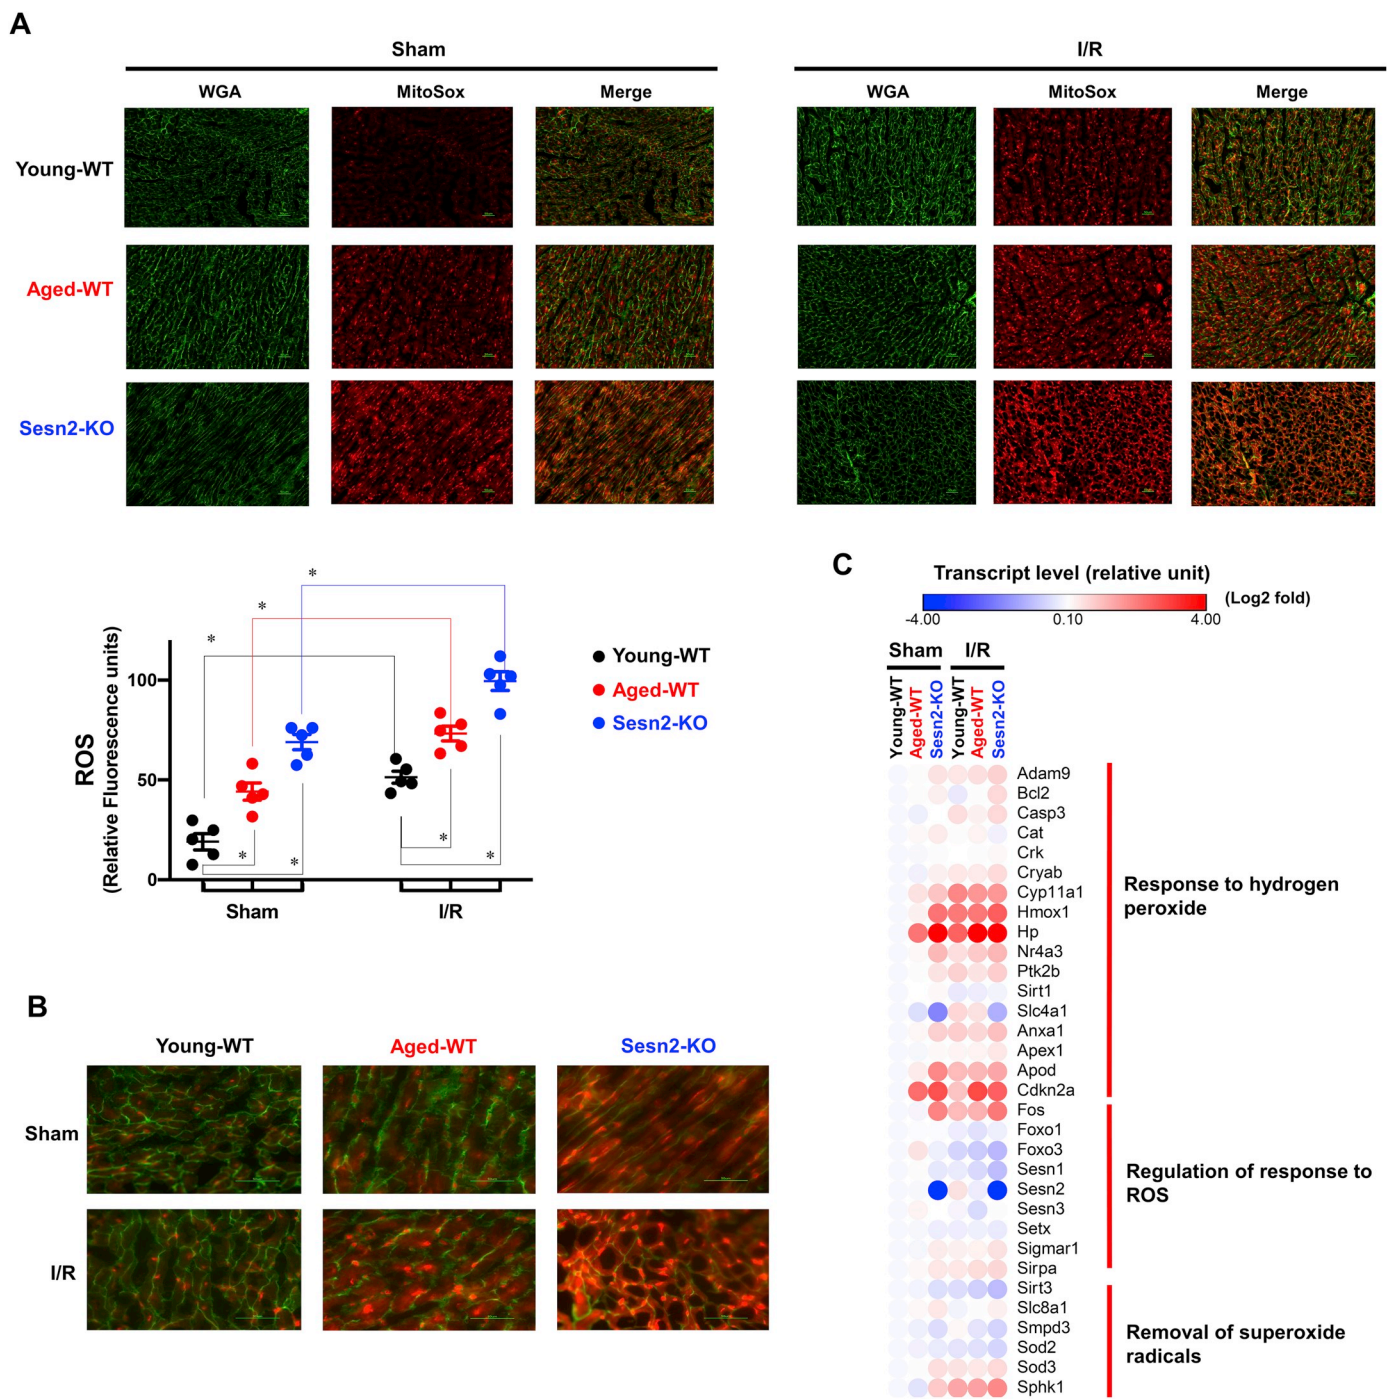 A
Sham
I/R
WGA
MitoSox
Merge
WGA
MitoSox
Merge
Young-WT
Aged-WT
Sesn2-KO
ROS
(Relative Fluorescence units)
100
50
0
*
*
*
*
*
*
*
Sham
I/R
Young-WT
Aged-WT
Sesn2-KO
B
Young-WT
Aged-WT
Sesn2-KO
Sham
I/R
C
Transcript level (relative unit)
(Log2 fold)
-4.00
0.10
4.00
Sham
I/R
Young-WT
Aged-WT
Sesn2-KO
Young-WT
Aged-WT
Sesn2-KO
Adam9
Bcl2
Casp3
Cat
Crk
Cryab
Cyp11a1
Hmox1
Hp
Nr4a3
Ptk2b
Sirt1
Slc4a1
Anxa1
Apex1
Apod
Cdkn2a
Fos
Foxo1
Foxo3
Sesn1
Sesn2
Sesn3
Setx
Sigmar1
Sirpa
Sirt3
Slc8a1
Smpd3
Sod2
Sod3
Sphk1
Response to hydrogen
peroxide
Regulation of response to
ROS
Removal of superoxide
radicals